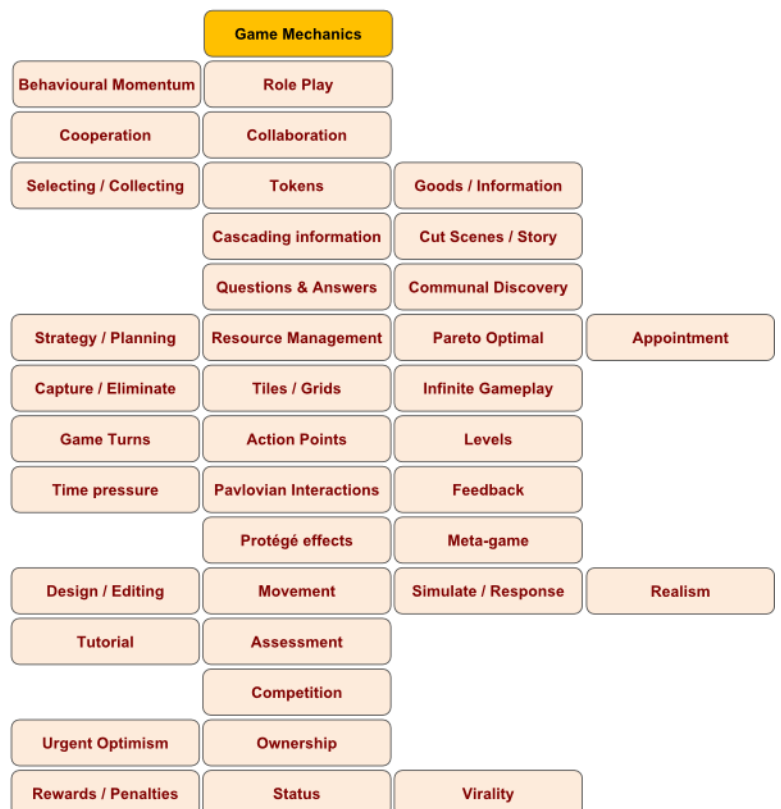 Game Mechanics
Behavioural Momentum Role Play
Cooperation Collaboration
Selecting / Collecting Tokens Goods / Information
Cascading information Cut Scenes / Story
Questions & Answers Communal Discovery
Strategy / Planning Resource Management Pareto Optimal Appointment
Capture / Eliminate Tiles / Grids Infinite Gameplay
Game Turns Action Points Levels
Time pressure Pavlovian Interactions Feedback
Protégé effects Meta-game
Design / Editing Movement Simulate / Response Realism
Tutorial Assessment
Competition
Urgent Optimism Ownership
Rewards / Penalties Status Virality